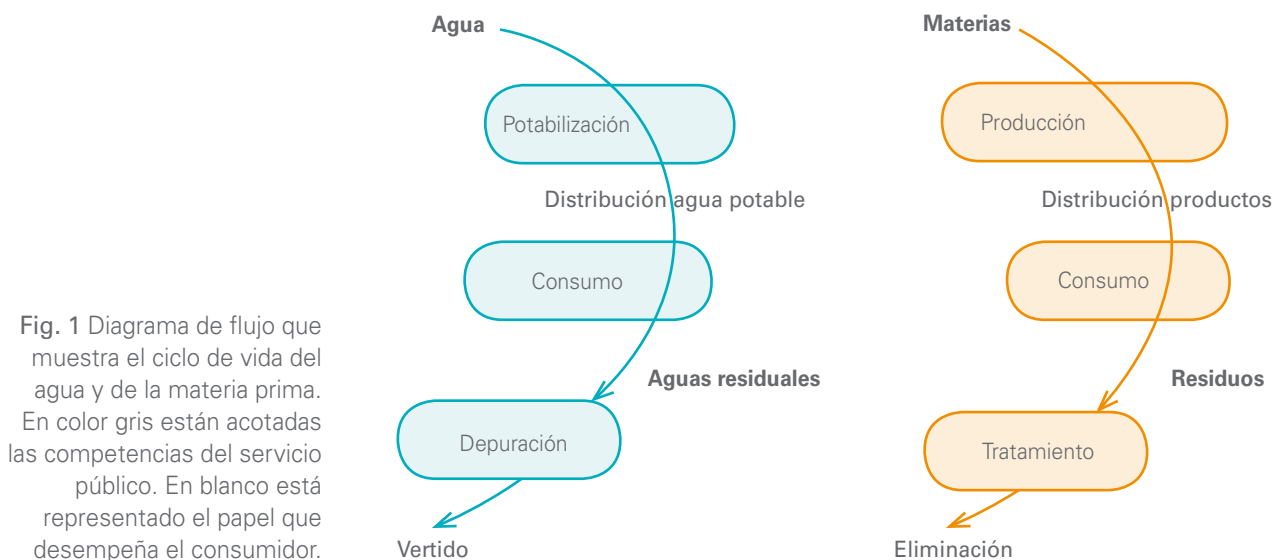 Agua
Potabilización
Distribución agua potable
Consumo
Aguas residuales
Depuración
Vertido
Materias
Producción
Distribución productos
Consumo
Residuos
Tratamiento
Eliminación
Fig. 1 Diagrama de flujo que
muestra el ciclo de vida del
agua y de la materia prima.
En color gris están acotadas
las competencias del servicio
público. En blanco está
representado el papel que
desempeña el consumidor.